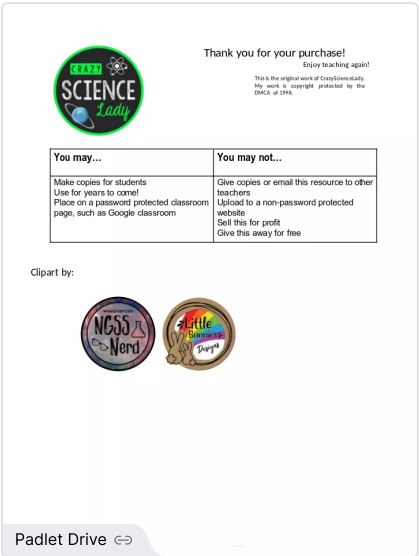 CRAZY
SCIENCE
Lady
Thank you for your purchase!
Enjoy teaching again!
This is the original work of CrazyScienceLady.
My work is copyright protected by the
DMCA of 1998.
You may…
You may not…
Make copies for students
Use for years to come!
Place on a password protected classroom
page, such as Google classroom
Give copies or email this resource to other
teachers
Upload to a non-password protected
website
Sell this for profit
Give this away for free
Clipart by:
NGSS
Nerd
Little
Bunnies
Designs
Padlet Drive